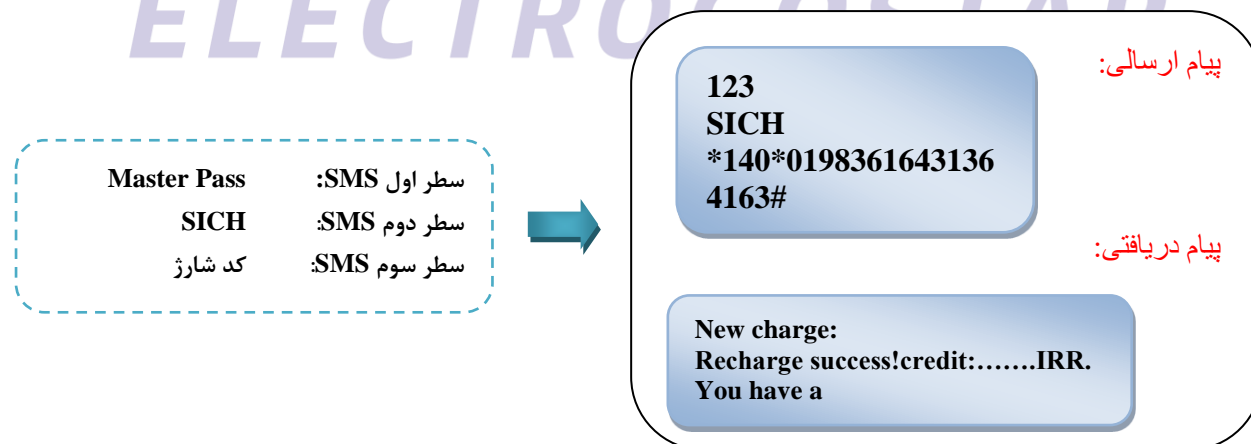 ELECTROGOSTAR
پیام ارسالی:
123
SICH
*140*0198361643136
4163#
سطر اول SMS: Master Pass
سطر دوم SMS: SICH
سطر سوم SMS: کد شارژ
پیام دریافتی:
New charge:
Recharge success!credit:.......IRR.
You have a